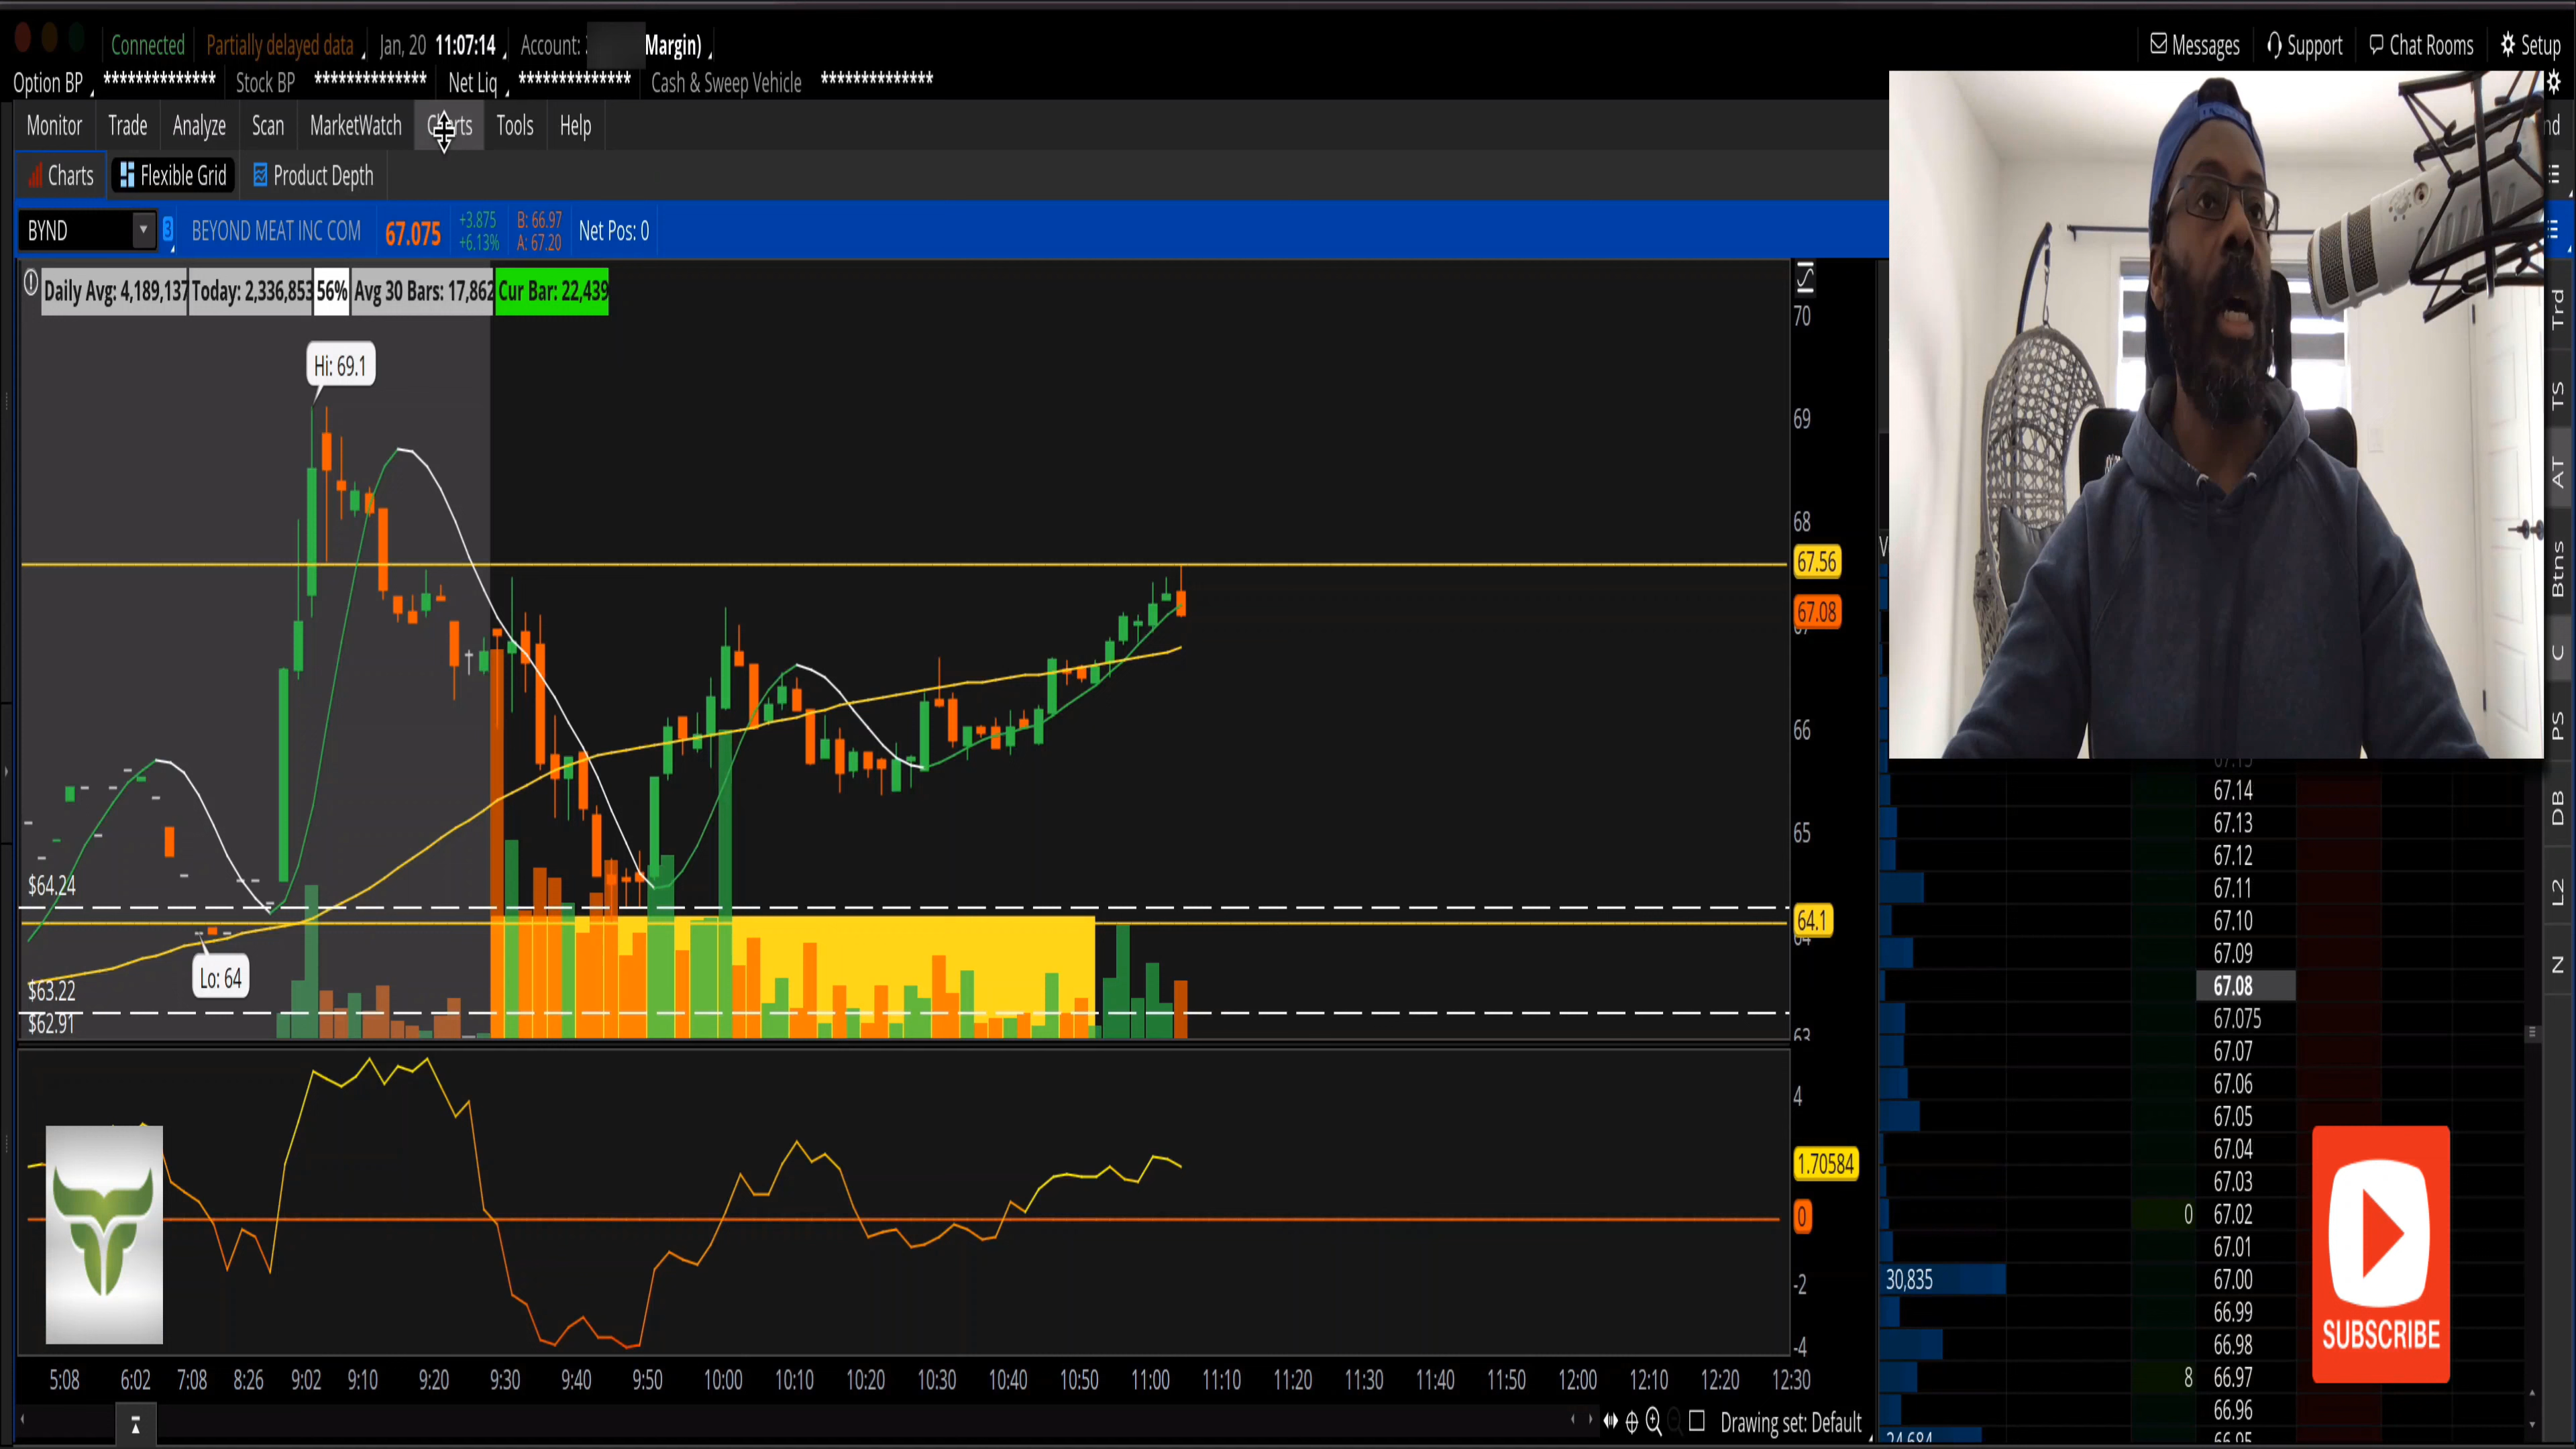 Connected Partially delayed data Jan, 20 11:07:14 Account: Margin) Messages Support Chat Rooms Setup
Option BP ************** Stock BP ************** Net Liq ************** Cash & Sweep Vehicle **************
Monitor Trade Analyze Scan MarketWatch Charts Tools Help
Charts Flexible Grid Product Depth
BYND BEYOND MEAT INC COM 67.075 +3.875 +6.13% B: 66.97 A: 67.20 Net Pos: 0
Daily Avg: 4,189,137 Today: 2,336,853 56% Avg 30 Bars: 17,862 Cur Bar: 22,439
Hi: 69.1
Lo: 64
$64.24
$63.22
$62.91
70
69
68
67.56
67.08
66
65
64.1
63
4
1.70584
0
-2
-4
5:08 6:02 7:08 8:26 9:02 9:10 9:20 9:30 9:40 9:50 10:00 10:10 10:20 10:30 10:40 10:50 11:00 11:10 11:20 11:30 11:40 11:50 12:00 12:10 12:20 12:30
Drawing set: Default
67.14
67.13
67.12
67.11
67.10
67.09
67.08
67.075
67.07
67.06
67.05
67.04
67.03
0 67.02
67.01
30,835 67.00
66.99
66.98
8 66.97
66.96
24,684 66.95
SUBSCRIBE
Trd
TS
AT
Btns
C
PS
DB
L2
N